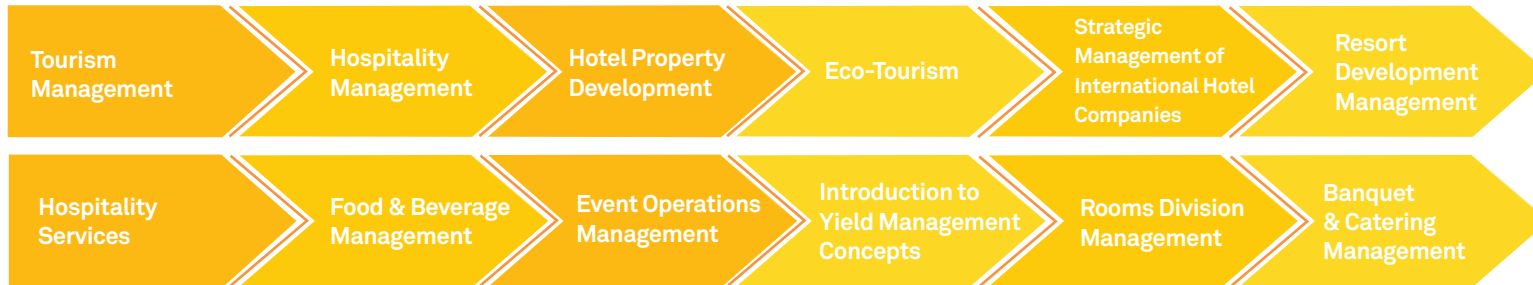 Tourism
Management
Hospitality
Management
Hotel Property
Development
Eco-Tourism
Strategic
Management of
International Hotel
Companies
Resort
Development
Management
Hospitality
Services
Food & Beverage
Management
Event Operations
Management
Introduction to
Yield Management
Concepts
Rooms Division
Management
Banquet
& Catering
Management